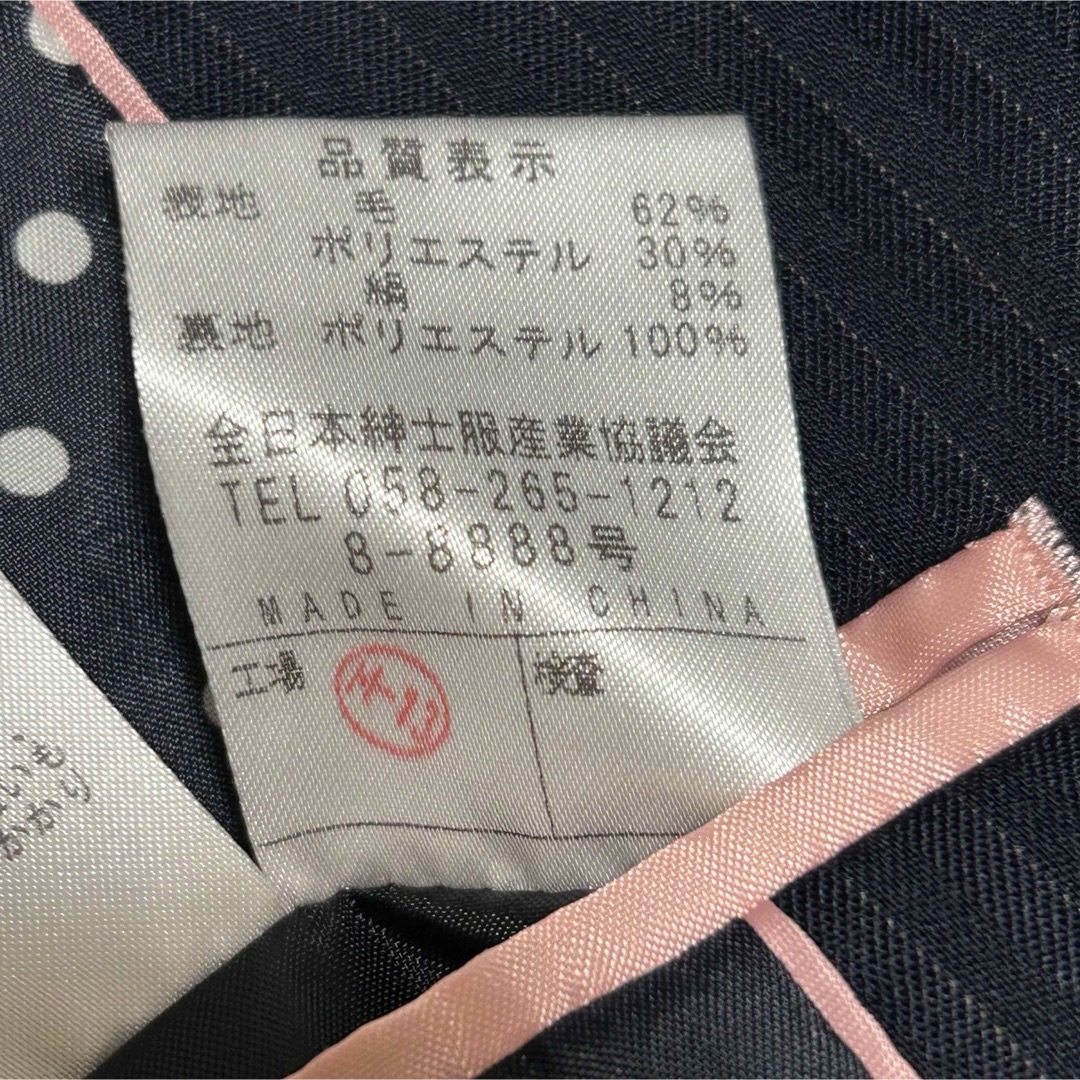 品質表示
表地 毛 62%
ポリエステル 30%
絹 8%
裏地 ポリエステル 100%
全日本紳士服産業協議会
TEL 058-265-1212
8-8888号
MADE IN CHINA
工場 検査